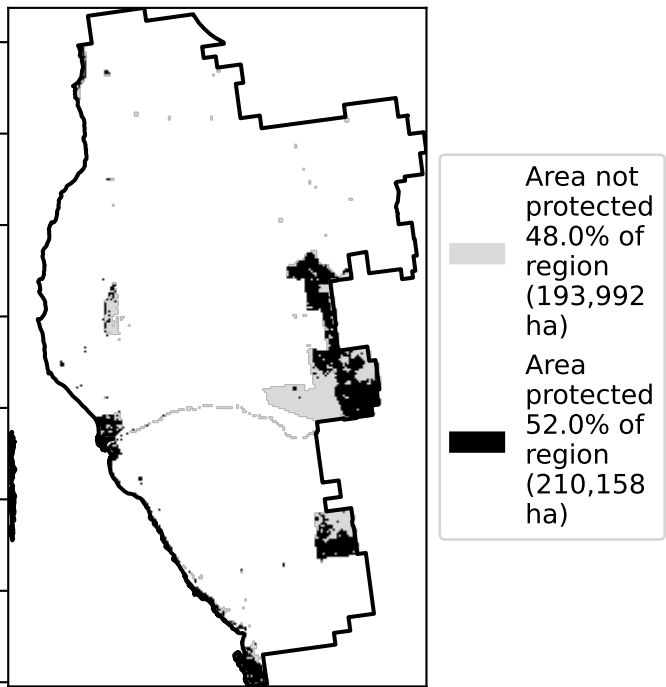 Area not
protected
48.0% of
region
(193,992
ha)
Area
protected
52.0% of
region
(210,158
ha)